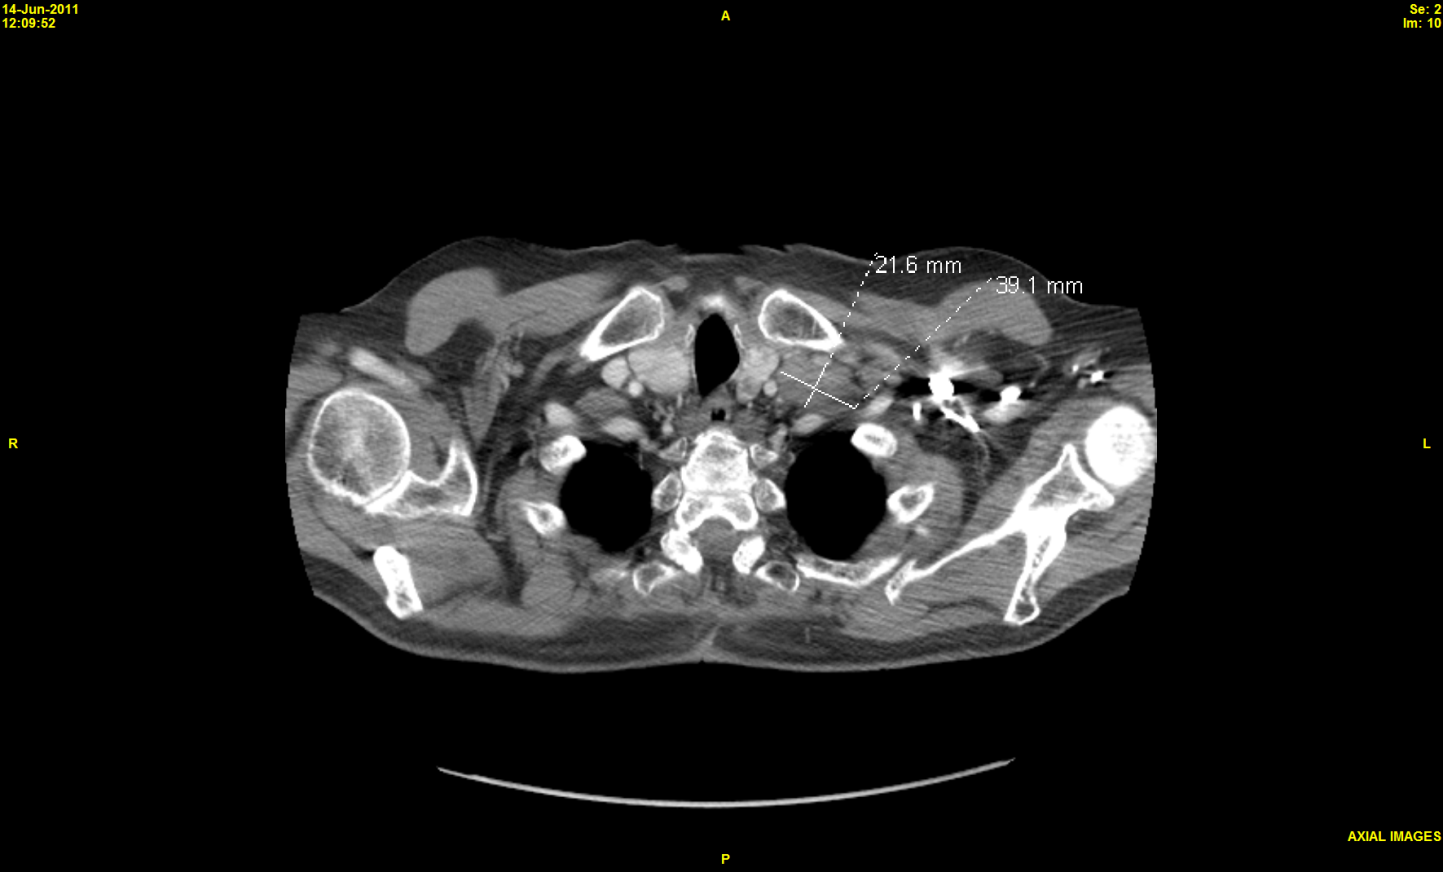 14-Jun-2011
12:09:52
A
Se: 2
Im: 10
21.6 mm
39.1 mm
R
L
AXIAL IMAGES
P